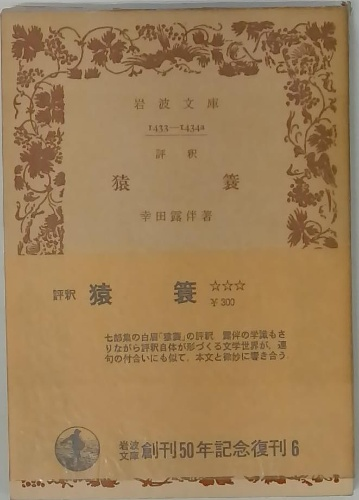 岩波文庫
1433—1434a
評釈
猿蓑
幸田露伴著
評釈 猿蓑 ☆☆☆
¥300
七部集の白眉「猿蓑」の評釈 露伴の学識もさ
りながら評釈自体が形づくる文学世界が、連
句の付合いにも似て、本文と微妙に響き合う
岩波文庫 創刊50年記念復刊6